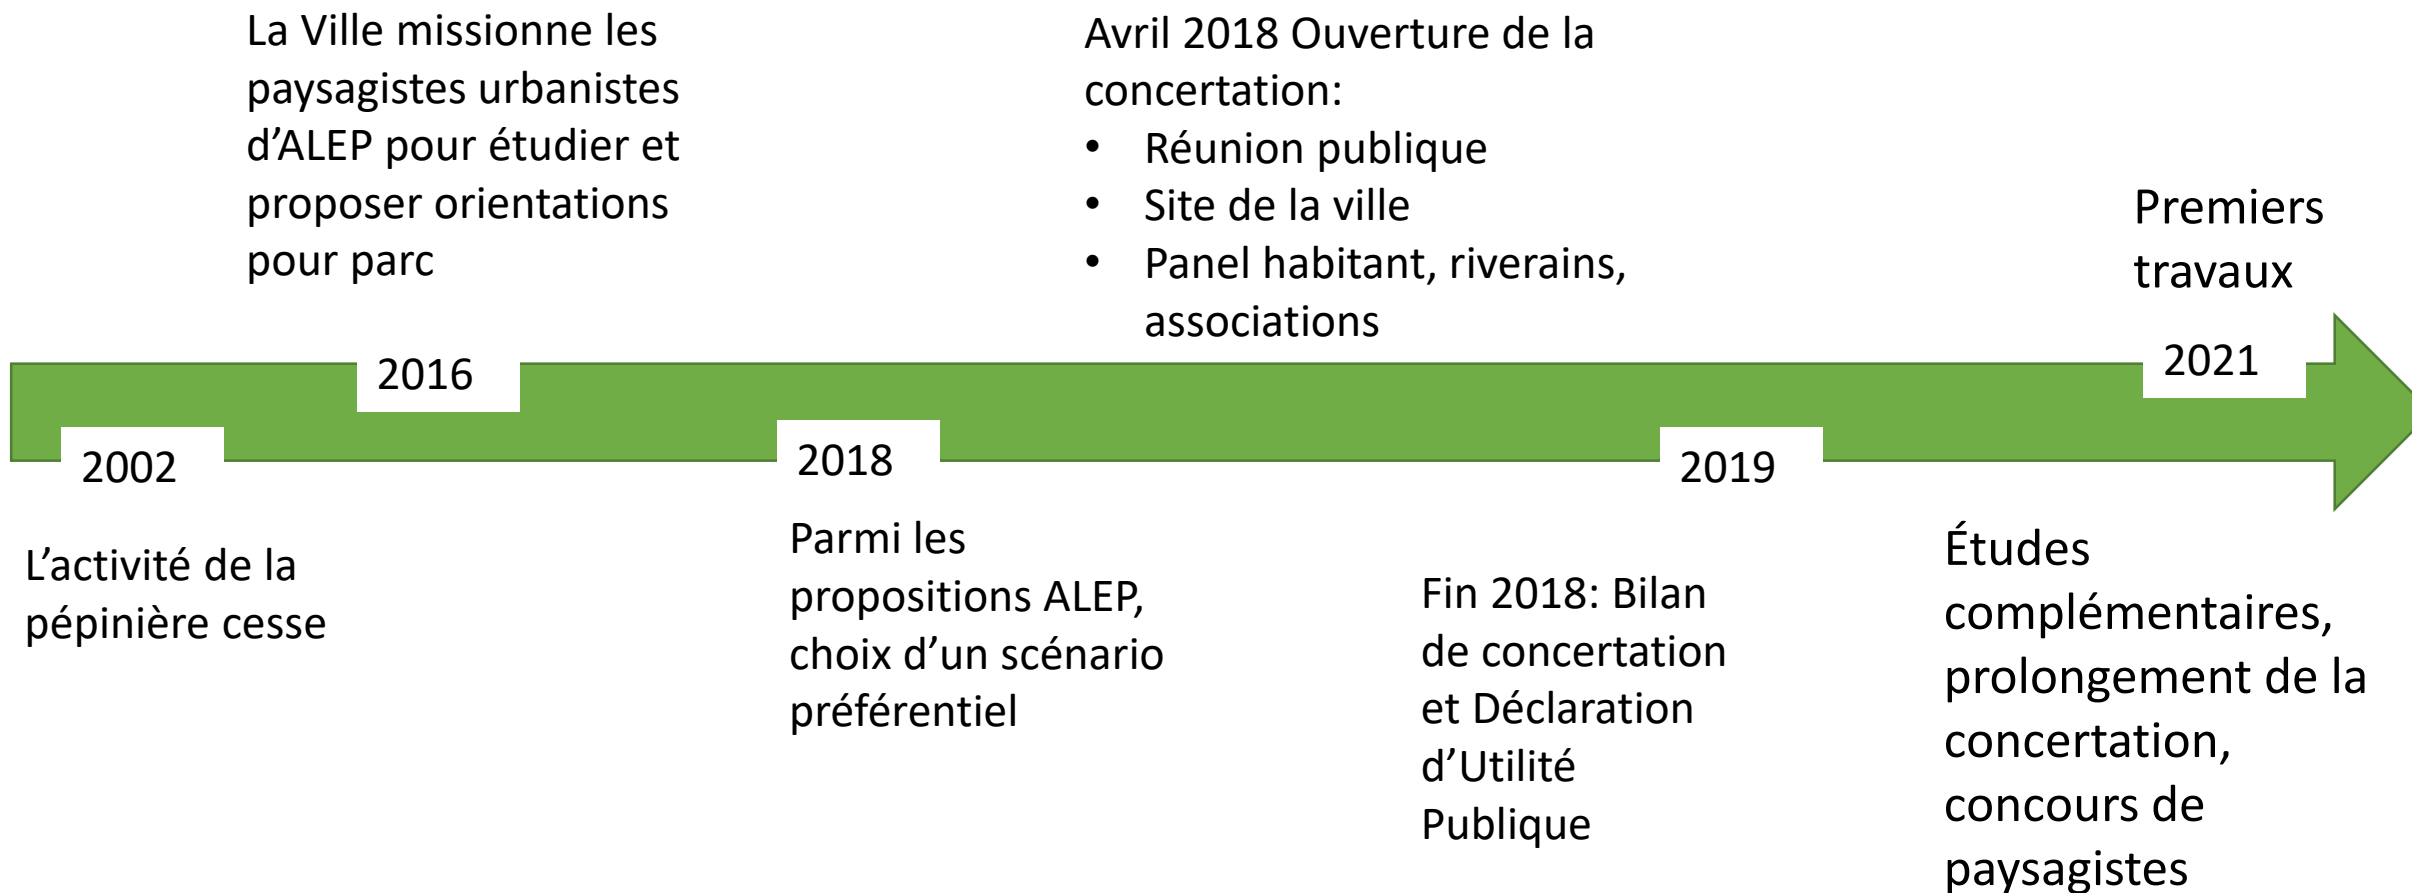 La Ville missionne les
paysagistes urbanistes
d’ALEP pour étudier et
proposer orientations
pour parc
Avril 2018 Ouverture de la
concertation:
• Réunion publique
• Site de la ville
• Panel habitant, riverains,
associations
Premiers
travaux
2016
2021
2002
2018
2019
L’activité de la
pépinière cesse
Parmi les
propositions ALEP,
choix d’un scénario
préférentiel
Fin 2018: Bilan
de concertation
et Déclaration
d’Utilité
Publique
Études
complémentaires,
prolongement de la
concertation,
concours de
paysagistes